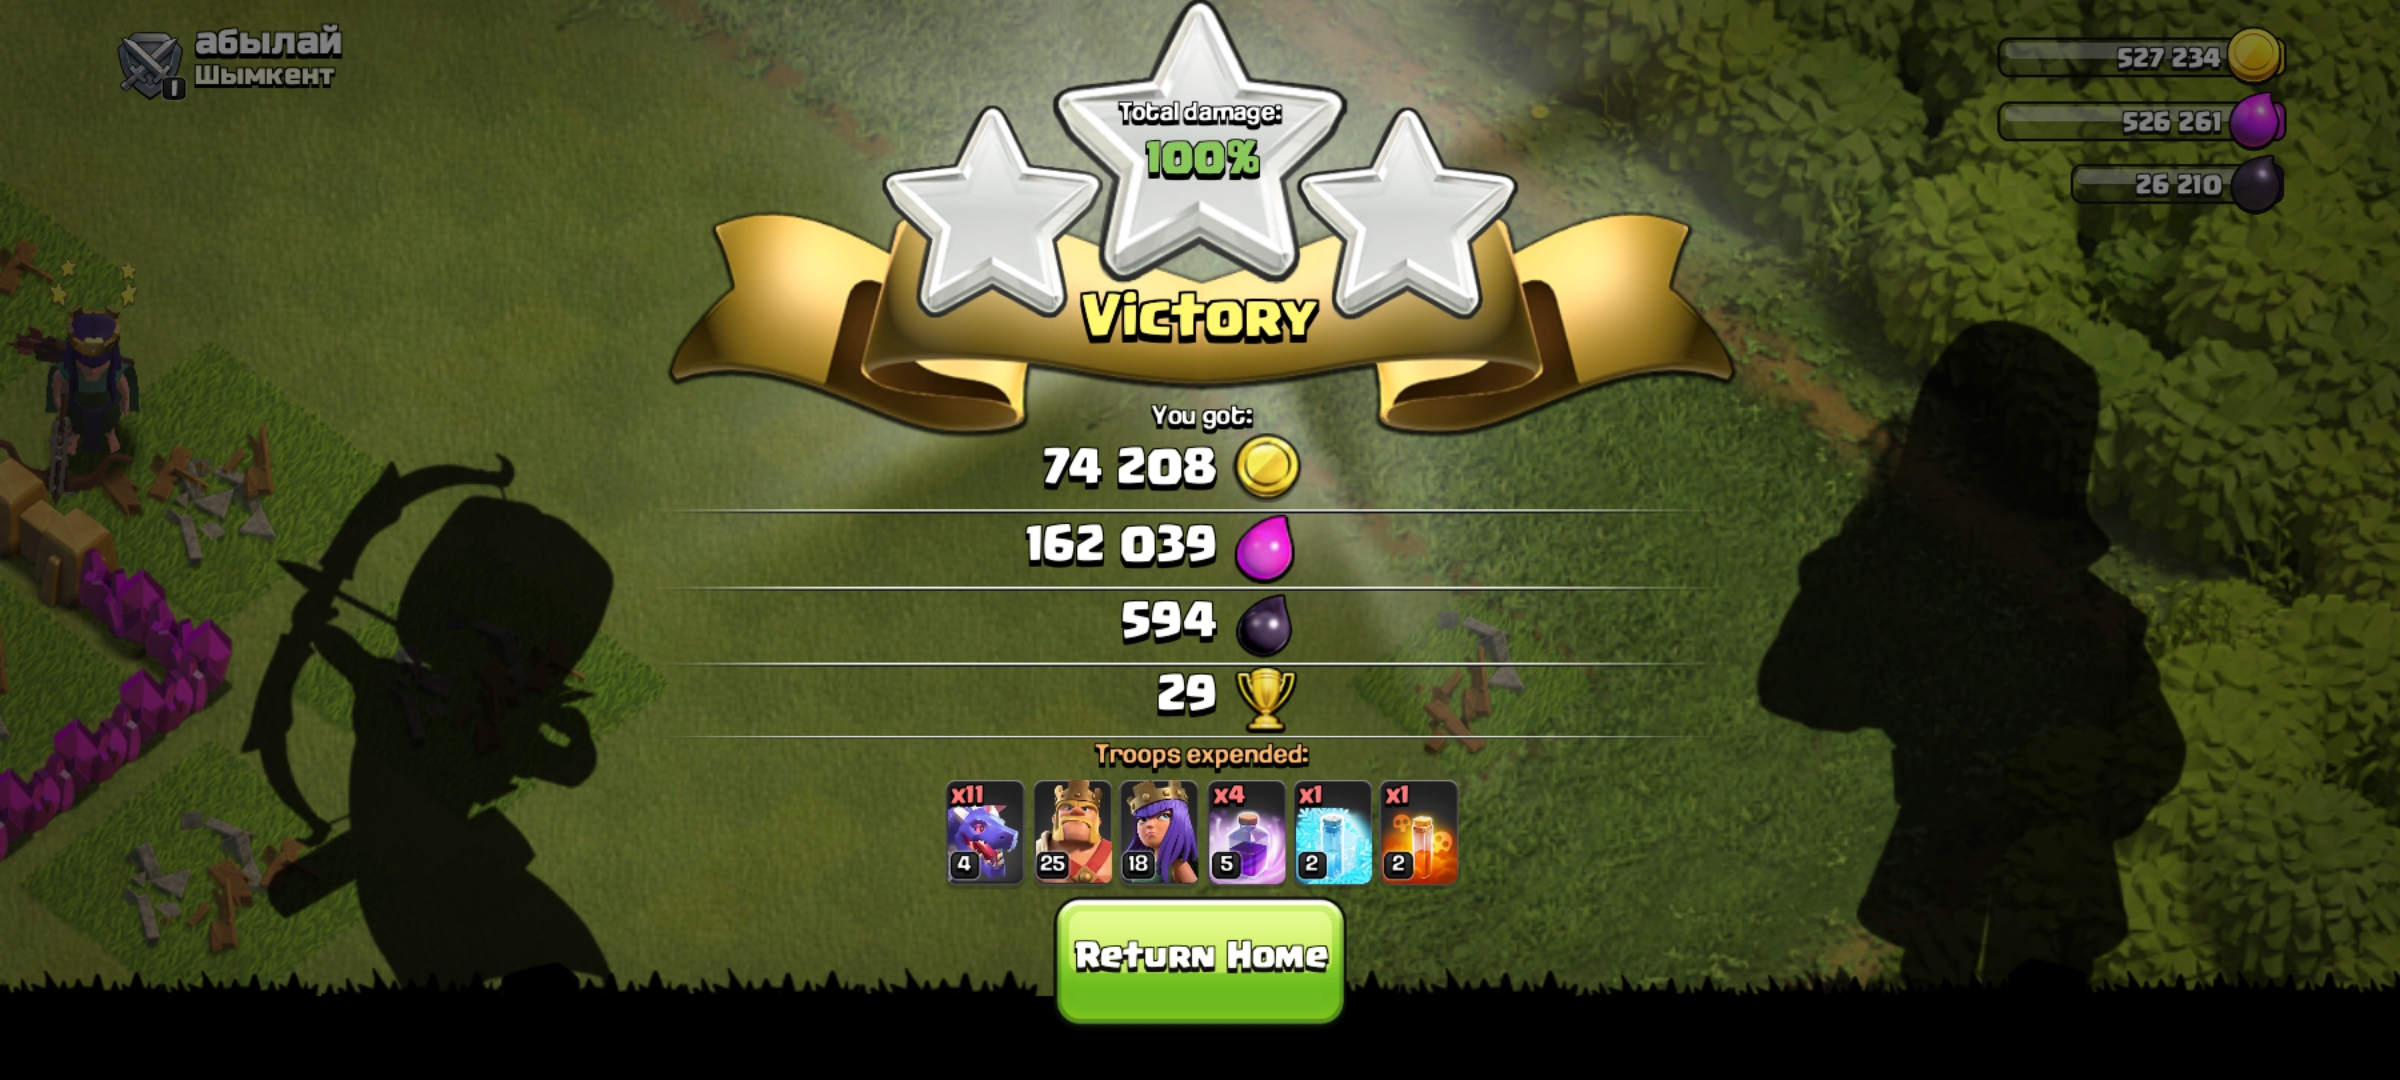 абылай
Шымкент
1
527 234
526 261
26 210
Total damage:
100%
Victory
You got:
74 208
162 039
594
29
Troops expended:
x11 x4 x1 x1
4 25 18 5 2 2
Return Home